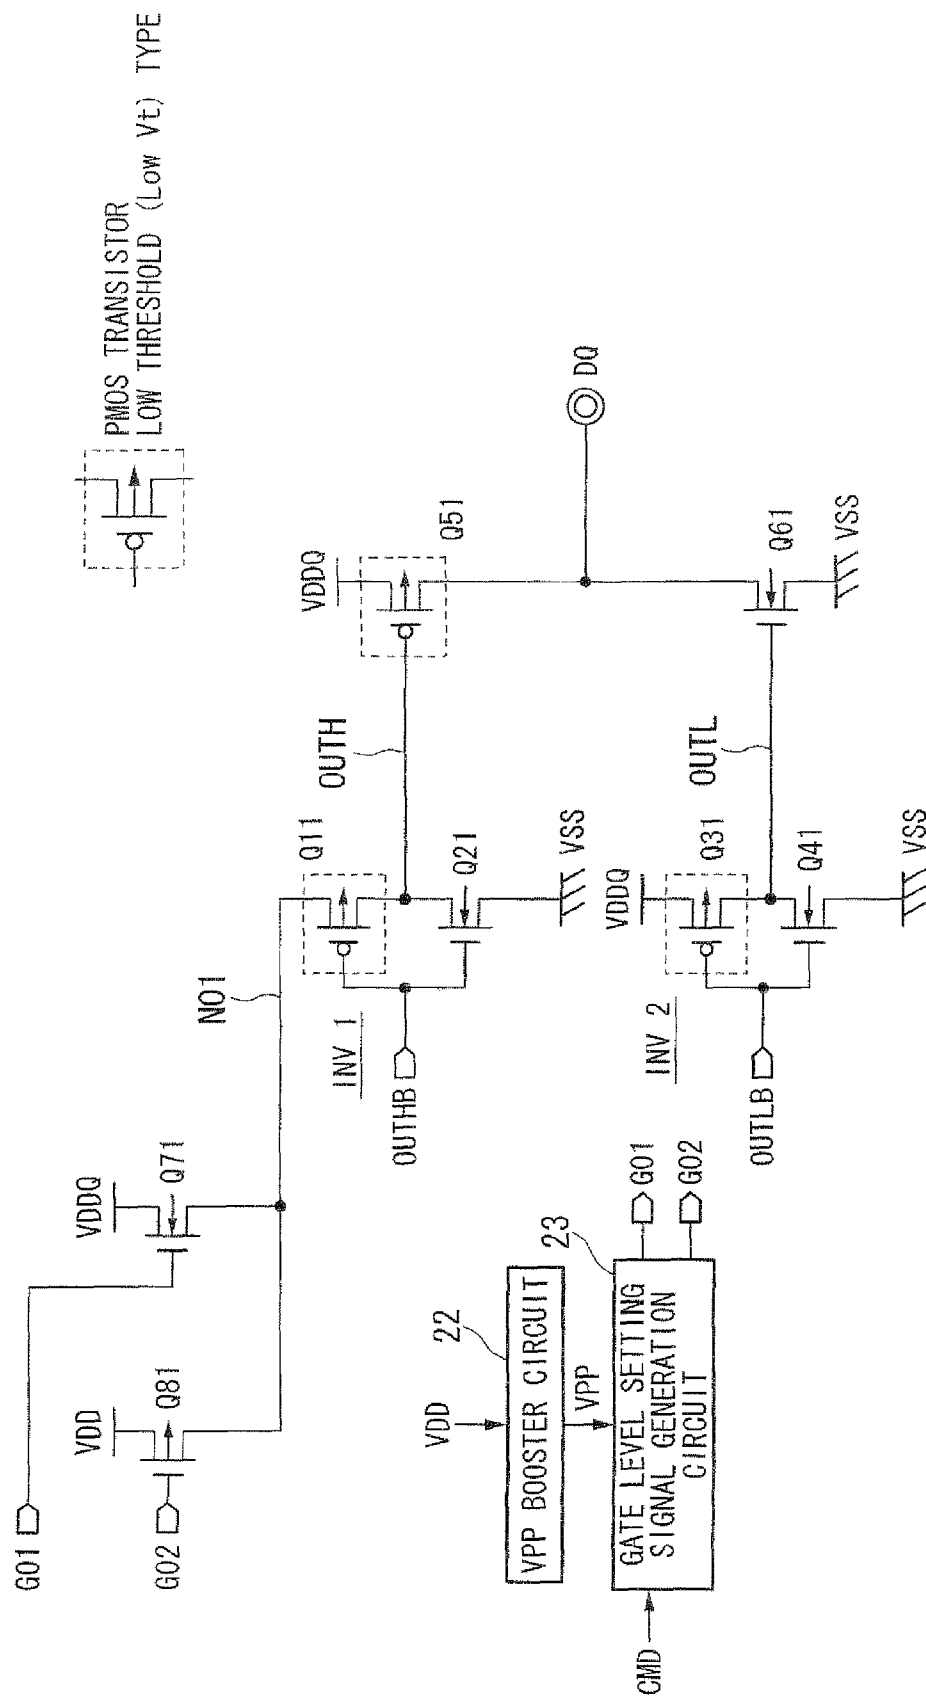 PMOS TRANSISTOR
LOW THRESHOLD (Low Vt) TYPE
G01
G02
VDD
Q81
VDDQ
Q71
N01
Q11
INV 1
OUTHB
Q21
VSS
OUTH
VDDQ
Q51
DQ
VDDQ
Q31
INV 2
OUTLB
Q41
VSS
OUTL
Q61
VSS
VDD
22
VPP BOOSTER CIRCUIT
VPP
23
CMD
GATE LEVEL SETTING
SIGNAL GENERATION
CIRCUIT
G01
G02